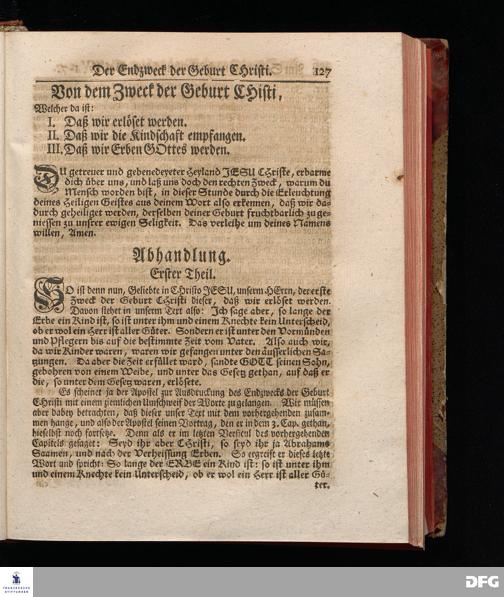 Der Endzweck der Geburt CHristi. 127
Von dem Zweck der Geburt CHisti,
Welcher da ist:
I. Daß wir erlöset werden.
II. Daß wir die Kindschaft empfangen.
III. Daß wir Erben GOttes werden.
DU getreuer und gebenedeyeter Heyland JESU CHriste, erbarme
dich über uns, und laß uns doch den rechten Zweck, warum du
Mensch worden bist, in dieser Stunde durch die Erleuchtung
deines Heiligen Geistes aus deinem Wort also erkennen, daß wir da-
durch geheiliget werden, derselben deiner Geburt fruchtbarlich zu ge-
niessen zu unsrer ewigen Seligkeit. Das verleihe um deines Namens
willen, Amen.
Abhandlung.
Erster Theil.
SO ist denn nun, Geliebte in Christo JESU, unserm HErrn, der erste
Zweck der Geburt CHristi dieser, daß wir erlöset werden.
Davon stehet in unserm Text also: Ich sage aber, so lange der
Erbe ein Kind ist, so ist unter ihm und einem Knechte kein Unterscheid,
ob er wol ein Herr ist aller Güter. Sondern er ist unter den Vormünden
und Pflegern bis auf die bestimmte Zeit vom Vater. Also auch wir,
da wir Kinder waren, waren wir gefangen unter den äusserlichen Sa-
tzungen. Da aber die Zeit erfüllet ward, sandte GOTT seinen Sohn,
gebohren von einem Weibe, und unter das Gesetz gethan, auf daß er
die, so unter dem Gesetz waren, erlösete.
Es scheinet ja der Apostel zur Ausdruckung des Endzwecks der Geburt
CHristi mit einem zemlichen Umschweif der Worte zu gelangen. Wir müssen
aber dabey betrachten, daß dieser unser Text mit dem vorhergehenden zusam-
men hange, und also der Apostel seinen Vortrag, den er in dem 3. Cap. gethan,
hieselbst noch fortsetze. Denn als er im letzten Versicul des vorhergehenden
Capitels gesaget: Seyd ihr aber CHristi, so seyd ihr ja Abrahams
Saamen, und nach der Verheissung Erben. So ergreift er dieses letzte
Wort und spricht: So lange der ERBE ein Kind ist: so ist unter ihm
und einem Knechte kein Unterscheid, ob er wol ein Herr ist aller Gü-
ter.
FRANCKESCHE
STIFTUNGEN
DFG